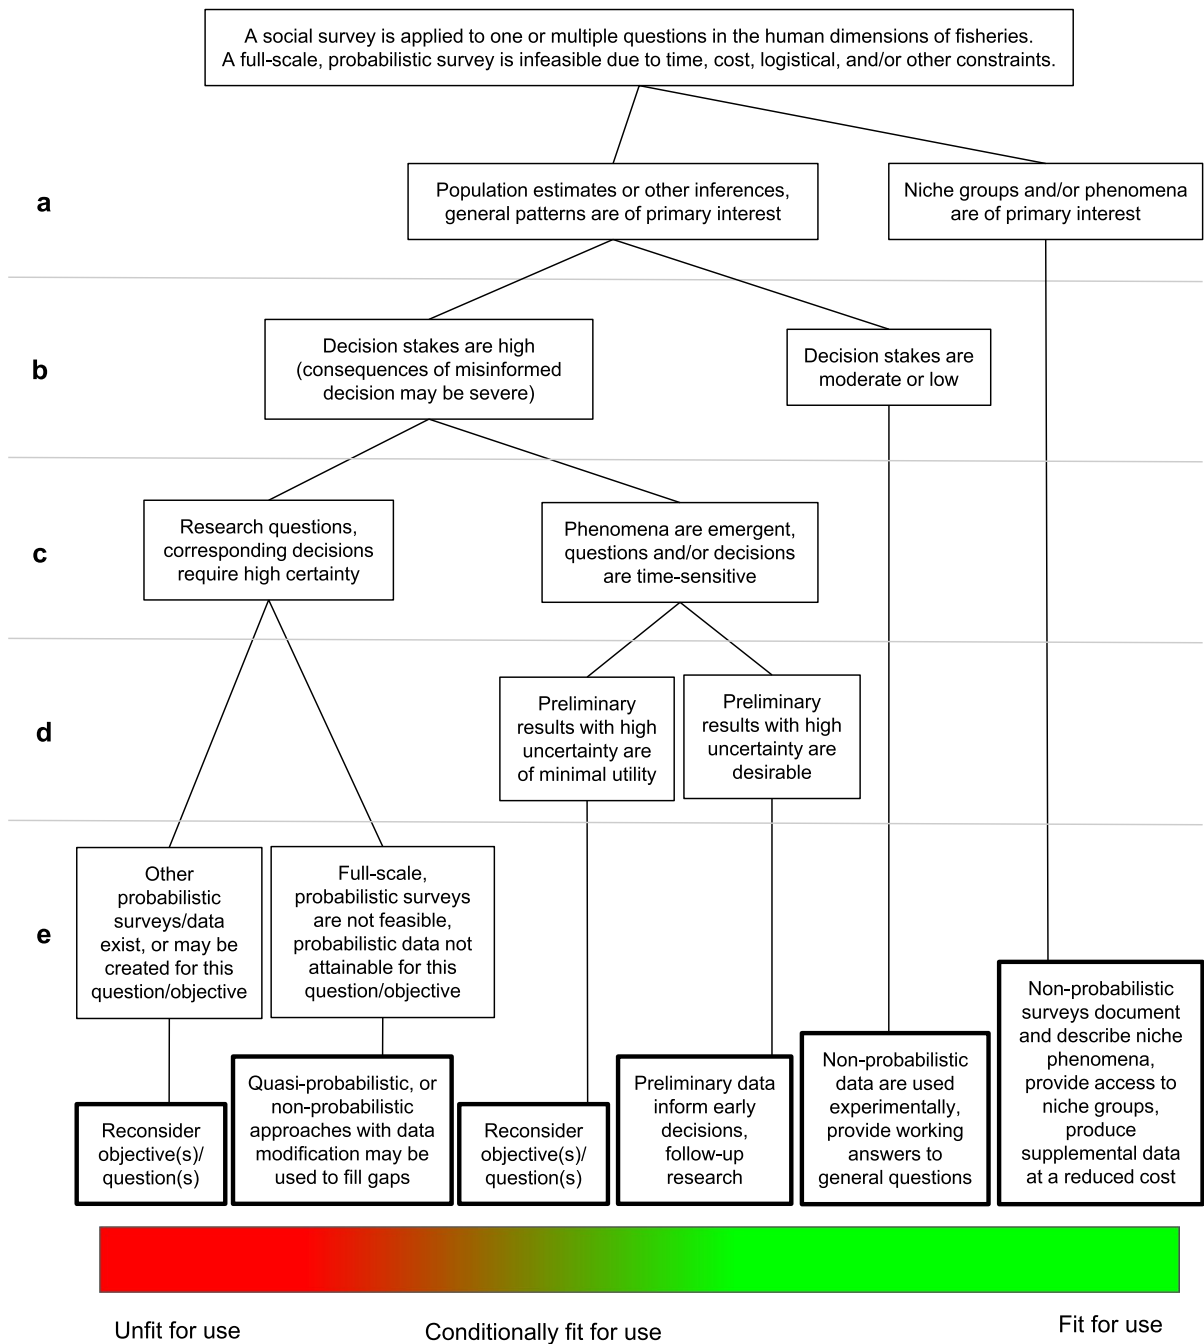 A social survey is applied to one or multiple questions in the human dimensions of fisheries.
A full-scale, probabilistic survey is infeasible due to time, cost, logistical, and/or other constraints.
a
Population estimates or other inferences,
general patterns are of primary interest
Niche groups and/or phenomena
are of primary interest
b
Decision stakes are high
(consequences of misinformed
decision may be severe)
Decision stakes are
moderate or low
c
Research questions,
corresponding decisions
require high certainty
Phenomena are emergent,
questions and/or decisions
are time-sensitive
d
Preliminary
results with high
uncertainty are
of minimal utility
Preliminary
results with high
uncertainty are
desirable
e
Other
probabilistic
surveys/data
exist, or may be
created for this
question/objective
Full-scale,
probabilistic surveys
are not feasible,
probabilistic data not
attainable for this
question/objective
Reconsider
objective(s)/
question(s)
Quasi-probabilistic, or
non-probabilistic
approaches with data
modification may be
used to fill gaps
Reconsider
objective(s)/
question(s)
Preliminary data
inform early
decisions,
follow-up
research
Non-probabilistic
data are used
experimentally,
provide working
answers to
general questions
Non-probabilistic
surveys document
and describe niche
phenomena,
provide access to
niche groups,
produce
supplemental data
at a reduced cost
Unfit for use
Conditionally fit for use
Fit for use